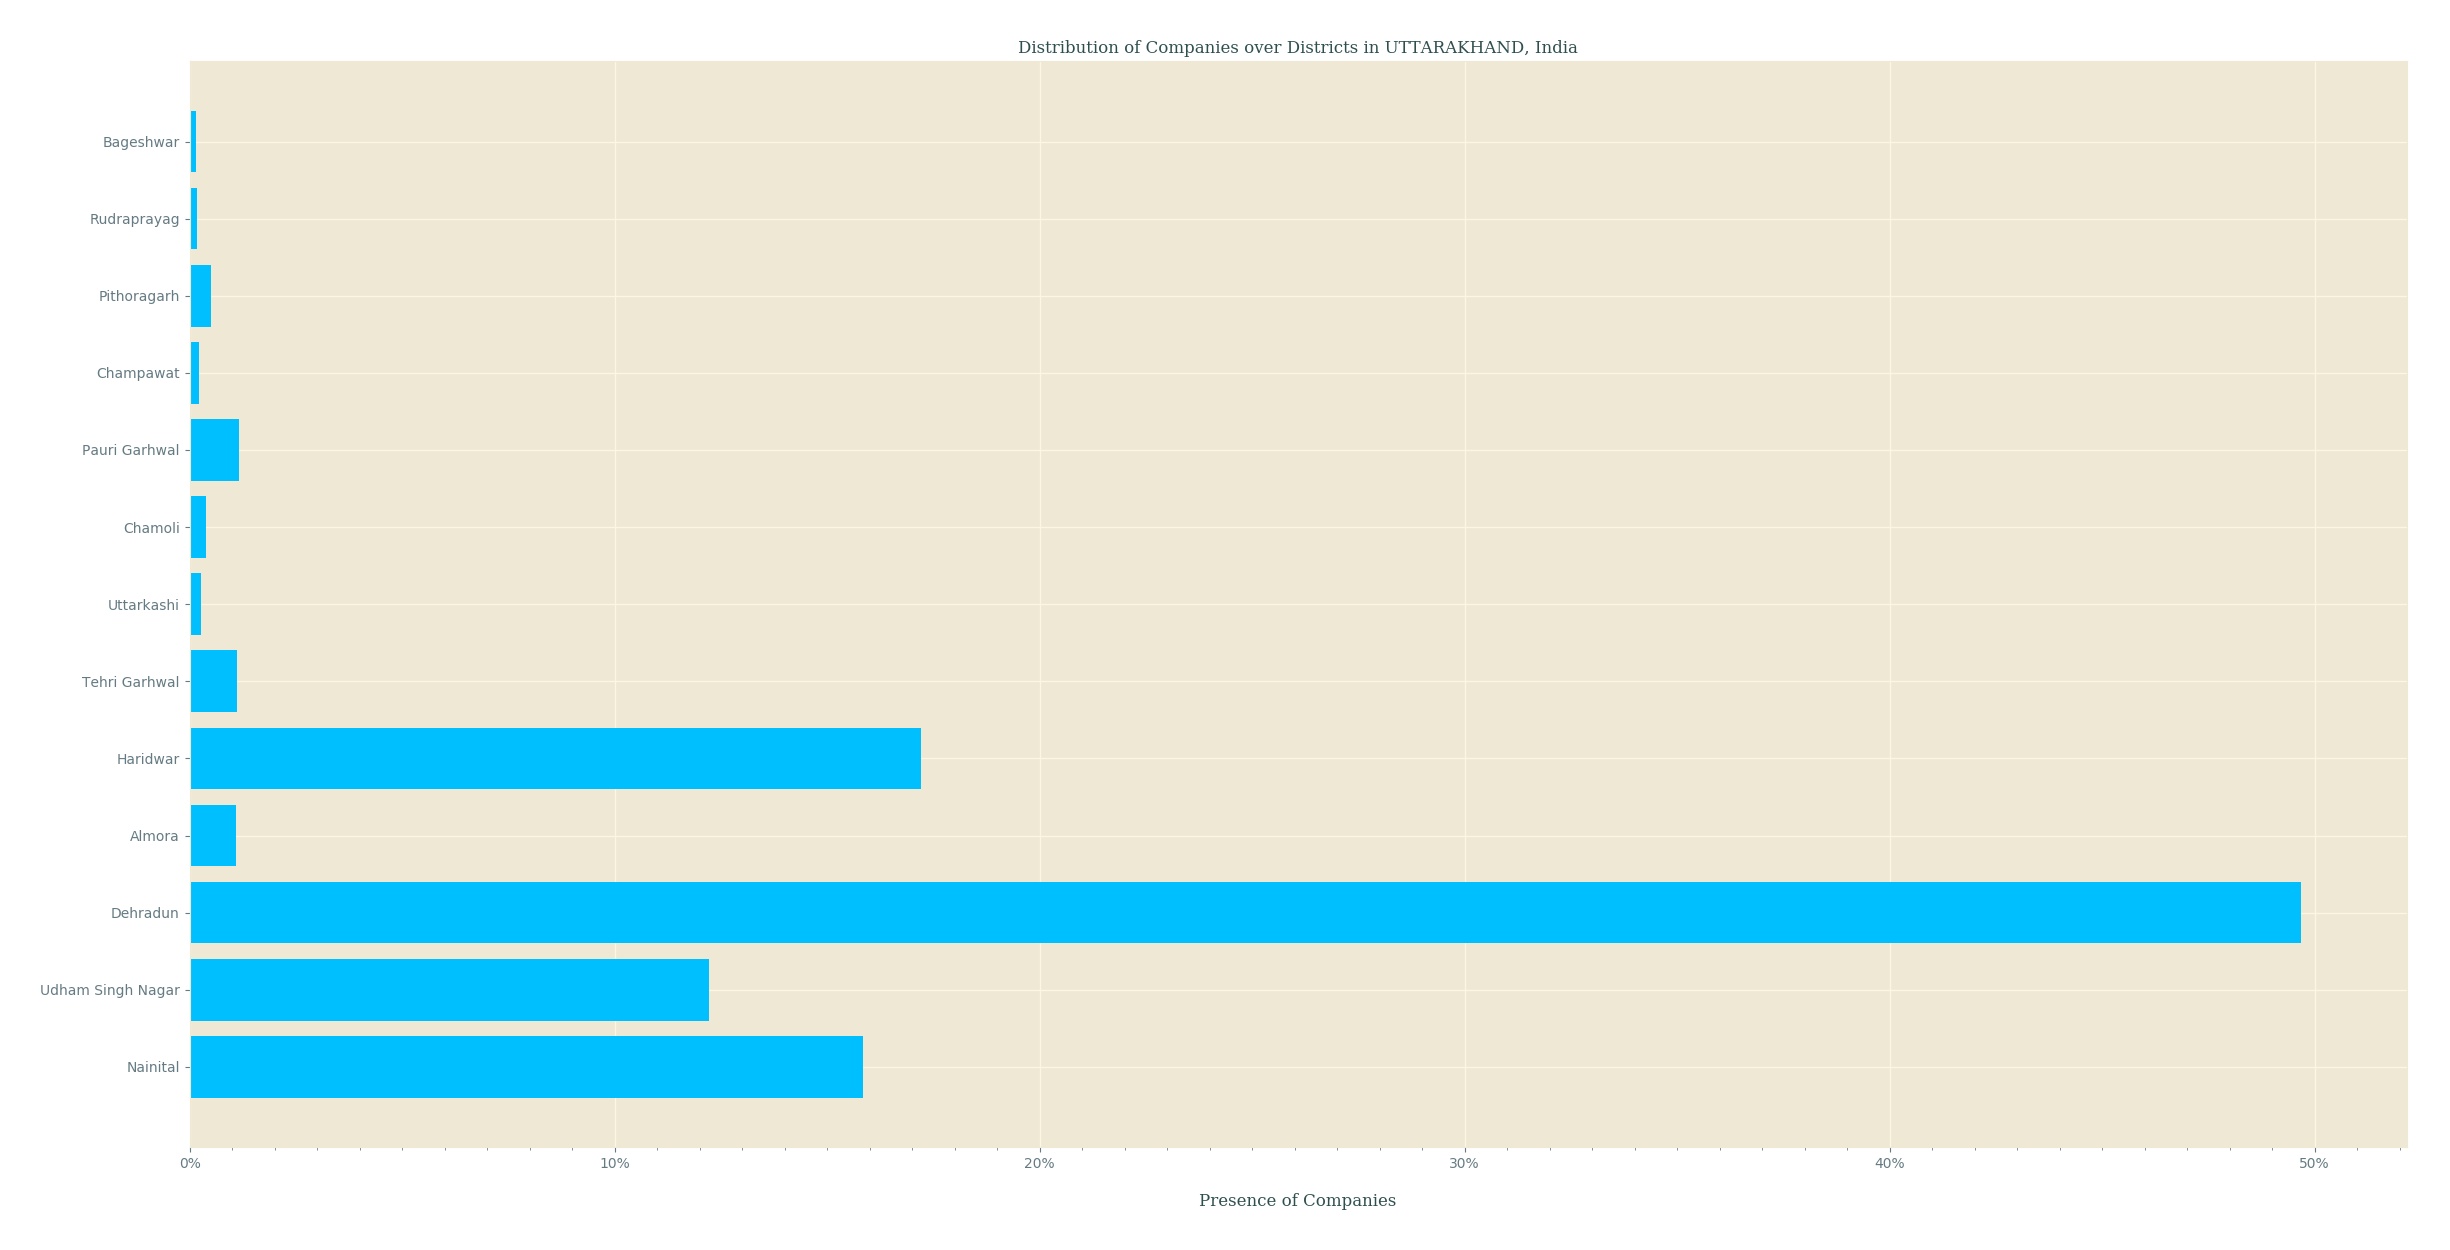 Distribution of Companies over Districts in UTTARAKHAND, India
Bageshwar
Rudraprayag
Pithoragarh
Champawat
Pauri Garhwal
Chamoli
Uttarkashi
Tehri Garhwal
Haridwar
Almora
Dehradun
Udham Singh Nagar
Nainital
0% 10% 20% 30% 40% 50%
Presence of Companies